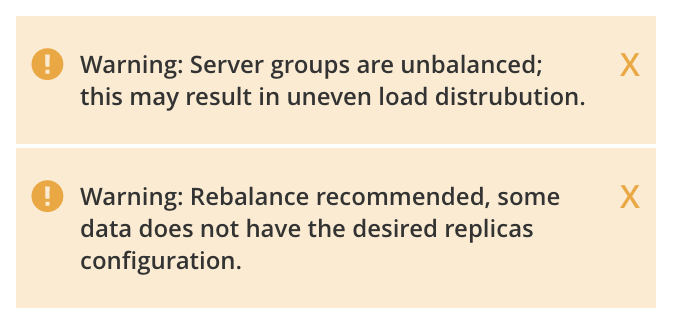 Warning: Server groups are unbalanced; X
this may result in uneven load distrubution.
Warning: Rebalance recommended, some X
data does not have the desired replicas
configuration.